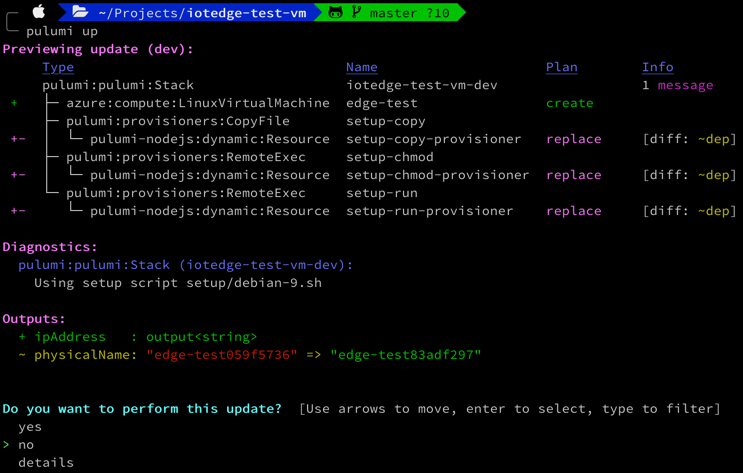 ~/Projects/iotedge-test-vm master ?10
pulumi up
Previewing update (dev):
Type Name Plan Info
pulumi:pulumi:Stack iotedge-test-vm-dev 1 message
+ ├─ azure:compute:LinuxVirtualMachine edge-test create
├─ pulumi:provisioners:CopyFile setup-copy
+- │ └─ pulumi-nodejs:dynamic:Resource setup-copy-provisioner replace [diff: ~dep]
├─ pulumi:provisioners:RemoteExec setup-chmod
+- │ └─ pulumi-nodejs:dynamic:Resource setup-chmod-provisioner replace [diff: ~dep]
└─ pulumi:provisioners:RemoteExec setup-run
+- └─ pulumi-nodejs:dynamic:Resource setup-run-provisioner replace [diff: ~dep]
Diagnostics:
pulumi:pulumi:Stack (iotedge-test-vm-dev):
Using setup script setup/debian-9.sh
Outputs:
+ ipAddress : output<string>
~ physicalName: "edge-test059f5736" => "edge-test83adf297"
Do you want to perform this update? [Use arrows to move, enter to select, type to filter]
yes
> no
details